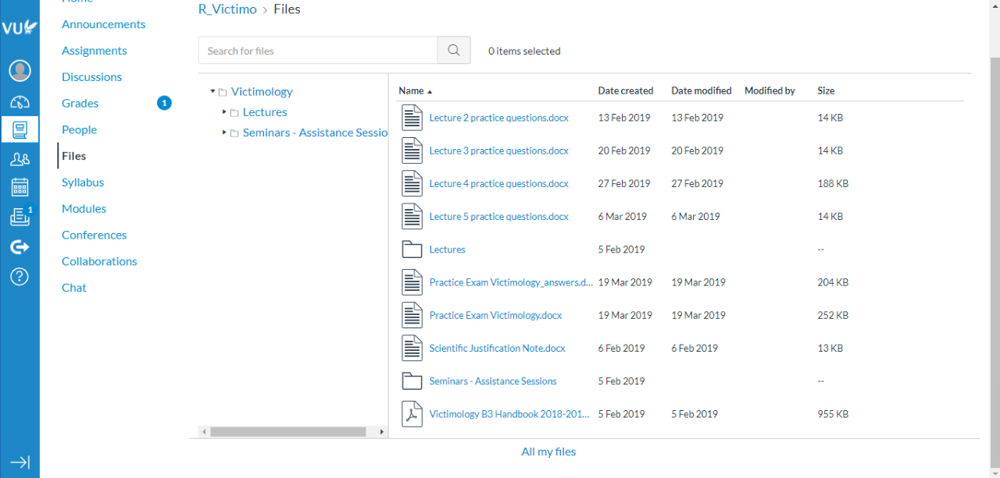 Home
VU
Announcements
Assignments
Discussions
Grades 1
People
Files
Syllabus
Modules
1
Conferences
Collaborations
Chat
R_Victimo > Files
Search for files
0 items selected
Victimology
Lectures
Seminars - Assistance Sessio
Name Date created Date modified Modified by Size
Lecture 2 practice questions.docx 13 Feb 2019 13 Feb 2019 14 KB
Lecture 3 practice questions.docx 20 Feb 2019 20 Feb 2019 14 KB
Lecture 4 practice questions.docx 27 Feb 2019 27 Feb 2019 188 KB
Lecture 5 practice questions.docx 6 Mar 2019 6 Mar 2019 14 KB
Lectures 5 Feb 2019 --
Practice Exam Victimology_answers.d... 19 Mar 2019 19 Mar 2019 204 KB
Practice Exam Victimology.docx 19 Mar 2019 19 Mar 2019 252 KB
Scientific Justification Note.docx 6 Feb 2019 6 Feb 2019 13 KB
Seminars - Assistance Sessions 5 Feb 2019 --
Victimology B3 Handbook 2018-201... 5 Feb 2019 5 Feb 2019 955 KB
All my files